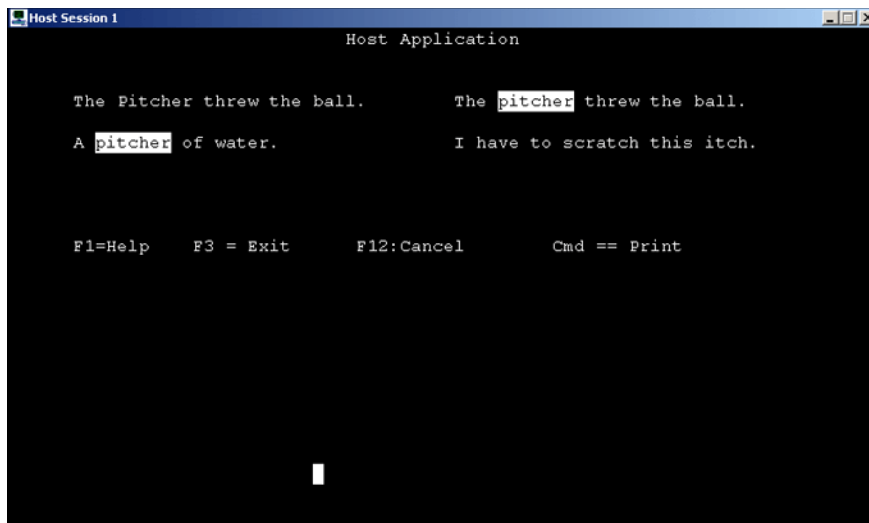 Host Session 1
Host Application
The Pitcher threw the ball. The pitcher threw the ball.
A pitcher of water. I have to scratch this itch.
F1=Help F3 = Exit F12:Cancel Cmd == Print